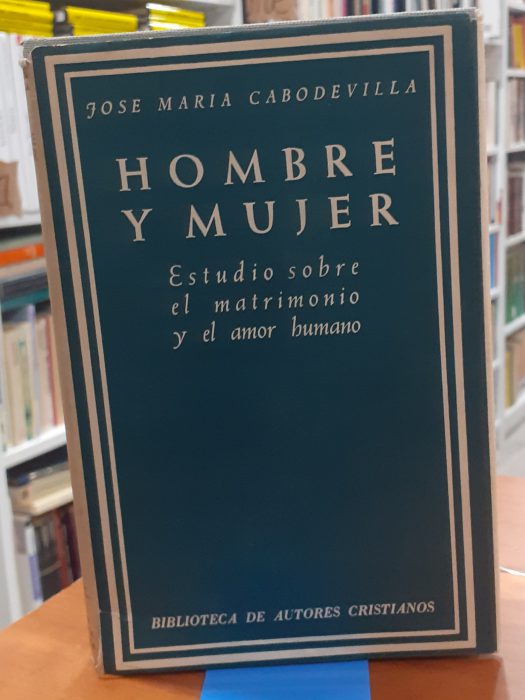 JOSE MARIA CABODEVILLA
HOMBRE
Y MUJER
Estudio sobre
el matrimonio
y el amor humano
BIBLIOTECA DE AUTORES CRISTIANOS